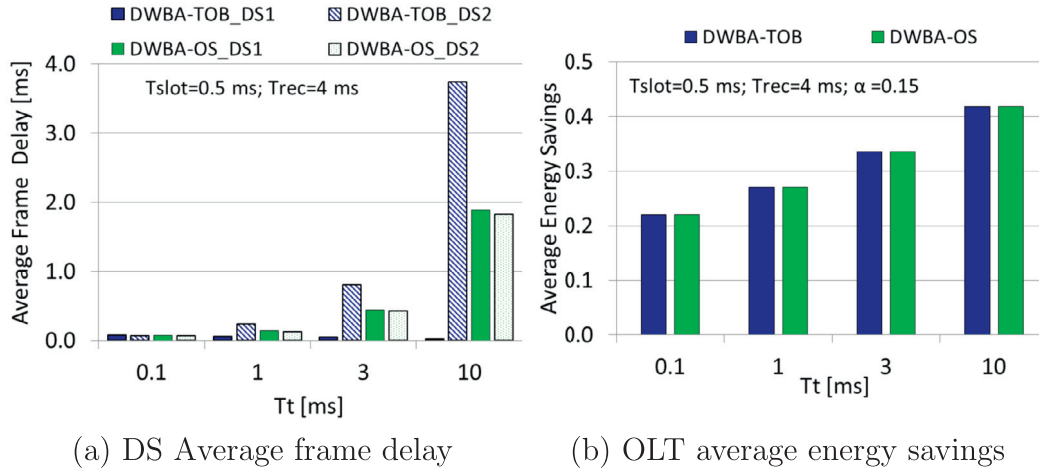 DWBA-TOB_DS1 DWBA-TOB_DS2
DWBA-OS_DS1 DWBA-OS_DS2
Average Frame Delay [ms]
4.0
3.0
2.0
1.0
0.0
Tslot=0.5 ms; Trec=4 ms
0.1 1 3 10
Tt [ms]
(a) DS Average frame delay
DWBA-TOB DWBA-OS
Average Energy Savings
0.5
0.4
0.3
0.2
0.1
0.0
Tslot=0.5 ms; Trec=4 ms; α =0.15
0.1 1 3 10
Tt [ms]
(b) OLT average energy savings